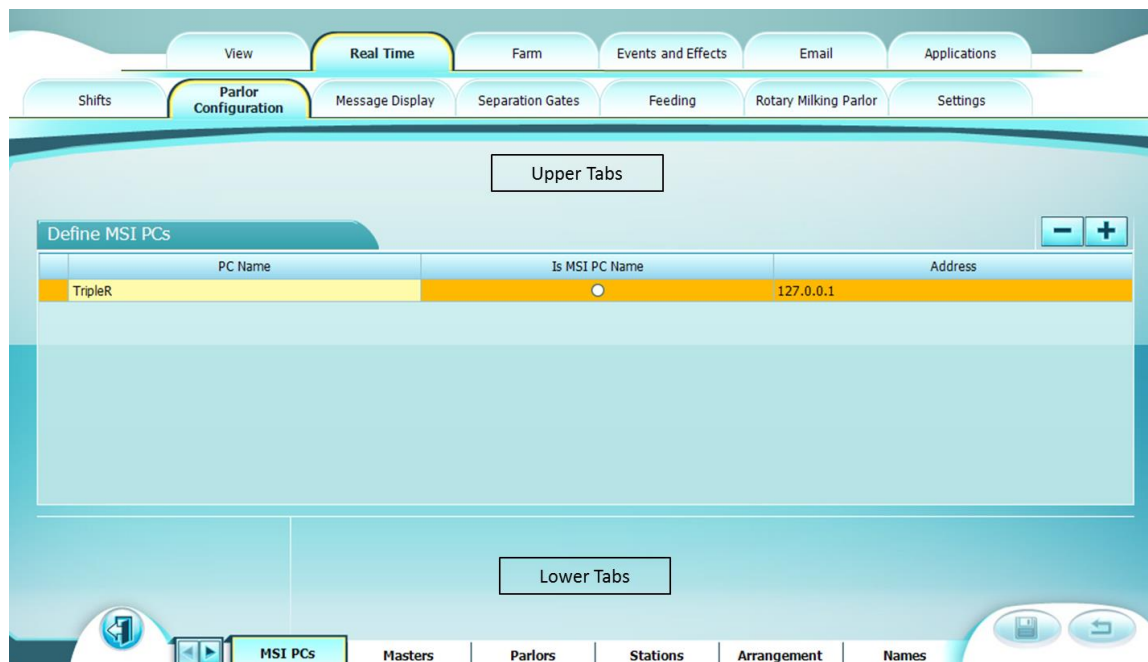 View Real Time Farm Events and Effects Email Applications
Shifts Parlor Configuration Message Display Separation Gates Feeding Rotary Milking Parlor Settings
Upper Tabs
Define MSI PCs
PC Name Is MSI PC Name Address
TripleR 127.0.0.1
Lower Tabs
MSI PCs Masters Parlors Stations Arrangement Names